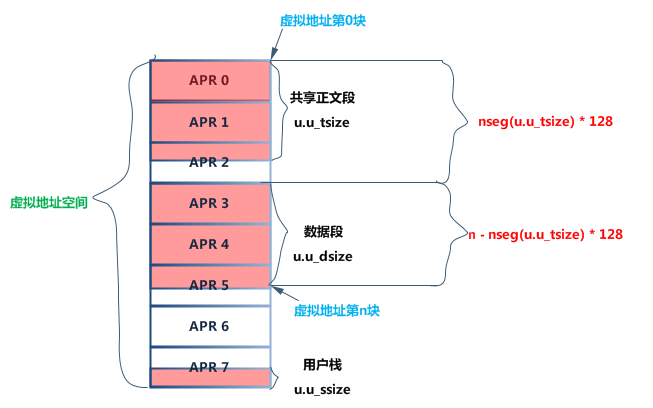 虚拟地址第0块
APR 0
共享正文段
u.u_tsize
APR 1
nseg(u.u_tsize) * 128
APR 2
虚拟地址空间
APR 3
数据段
u.u_dsize
n - nseg(u.u_tsize) * 128
APR 4
APR 5
虚拟地址第n块
APR 6
APR 7
用户栈
u.u_ssize